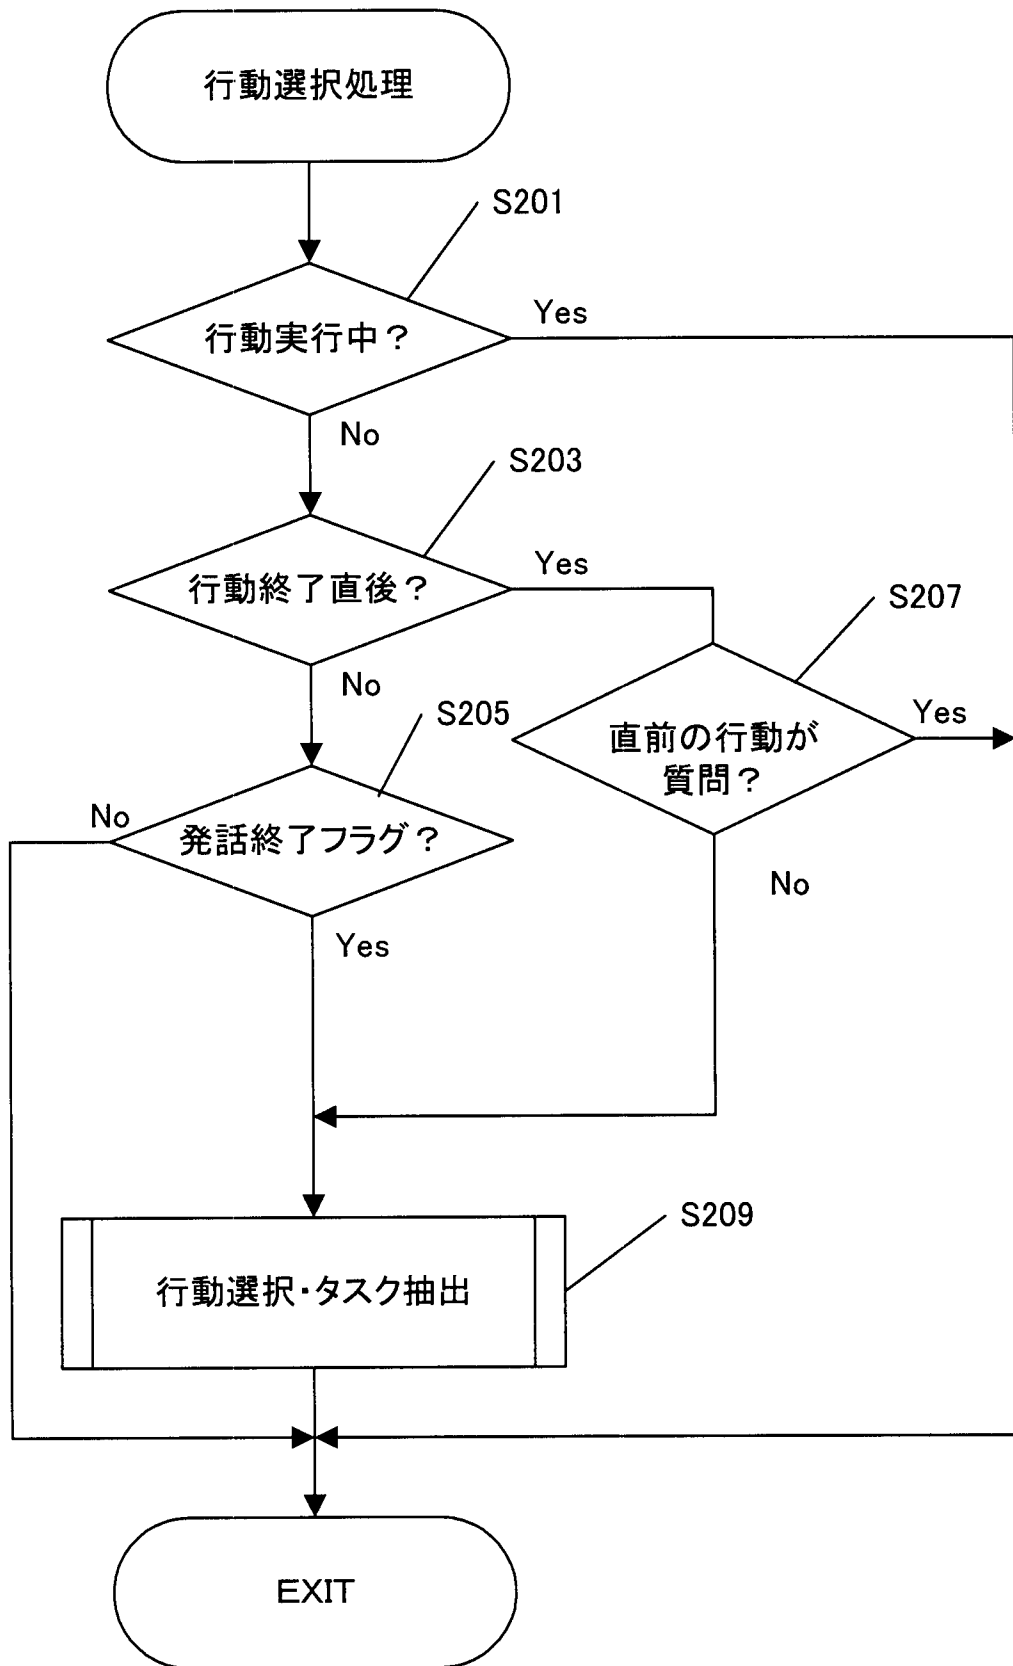 行動選択処理
S201
行動実行中？
Yes
No
S203
行動終了直後？
Yes
No
S207
直前の行動が
質問？
Yes
No
S205
発話終了フラグ？
No
Yes
S209
行動選択・タスク抽出
EXIT